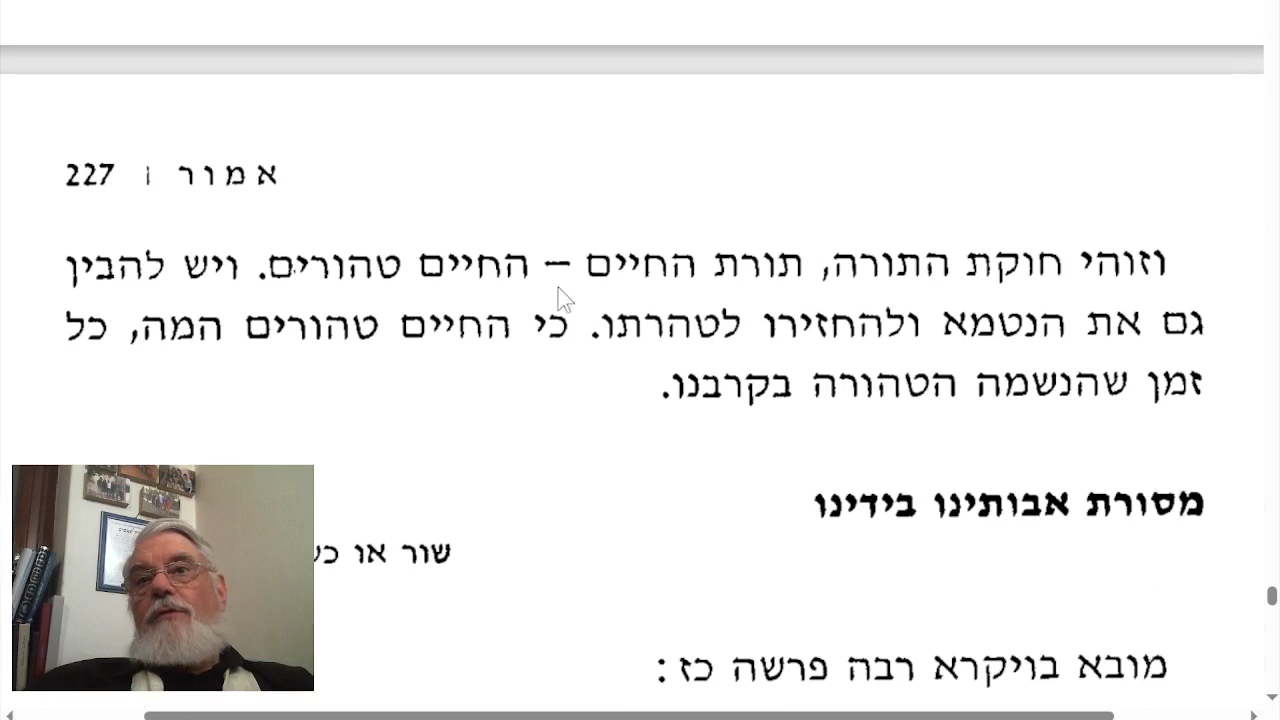 אמור | 227
וזוהי חוקת התורה, תורת החיים – החיים טהורים. ויש להבין
גם את הנטמא ולהחזירו לטהרתו. כי החיים טהורים המה, כל
זמן שהנשמה הטהורה בקרבנו.
מסורת אבותינו בידינו
שור או
מובא בויקרא רבה פרשה כז: